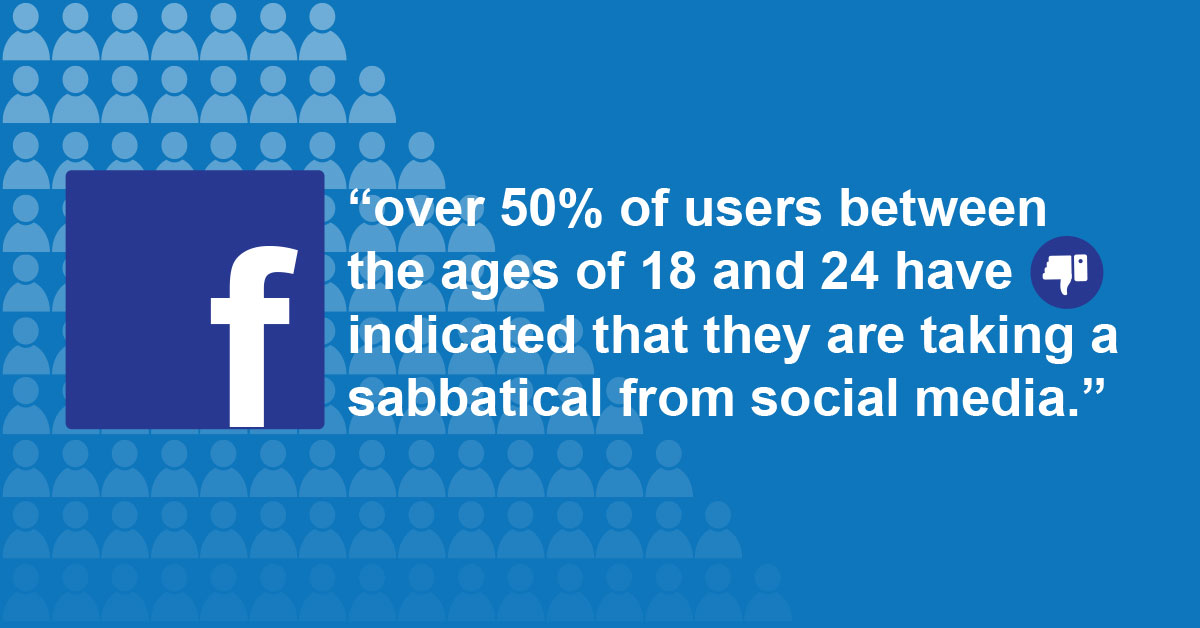 f
“over 50% of users between
the ages of 18 and 24 have
indicated that they are taking a
sabbatical from social media.”